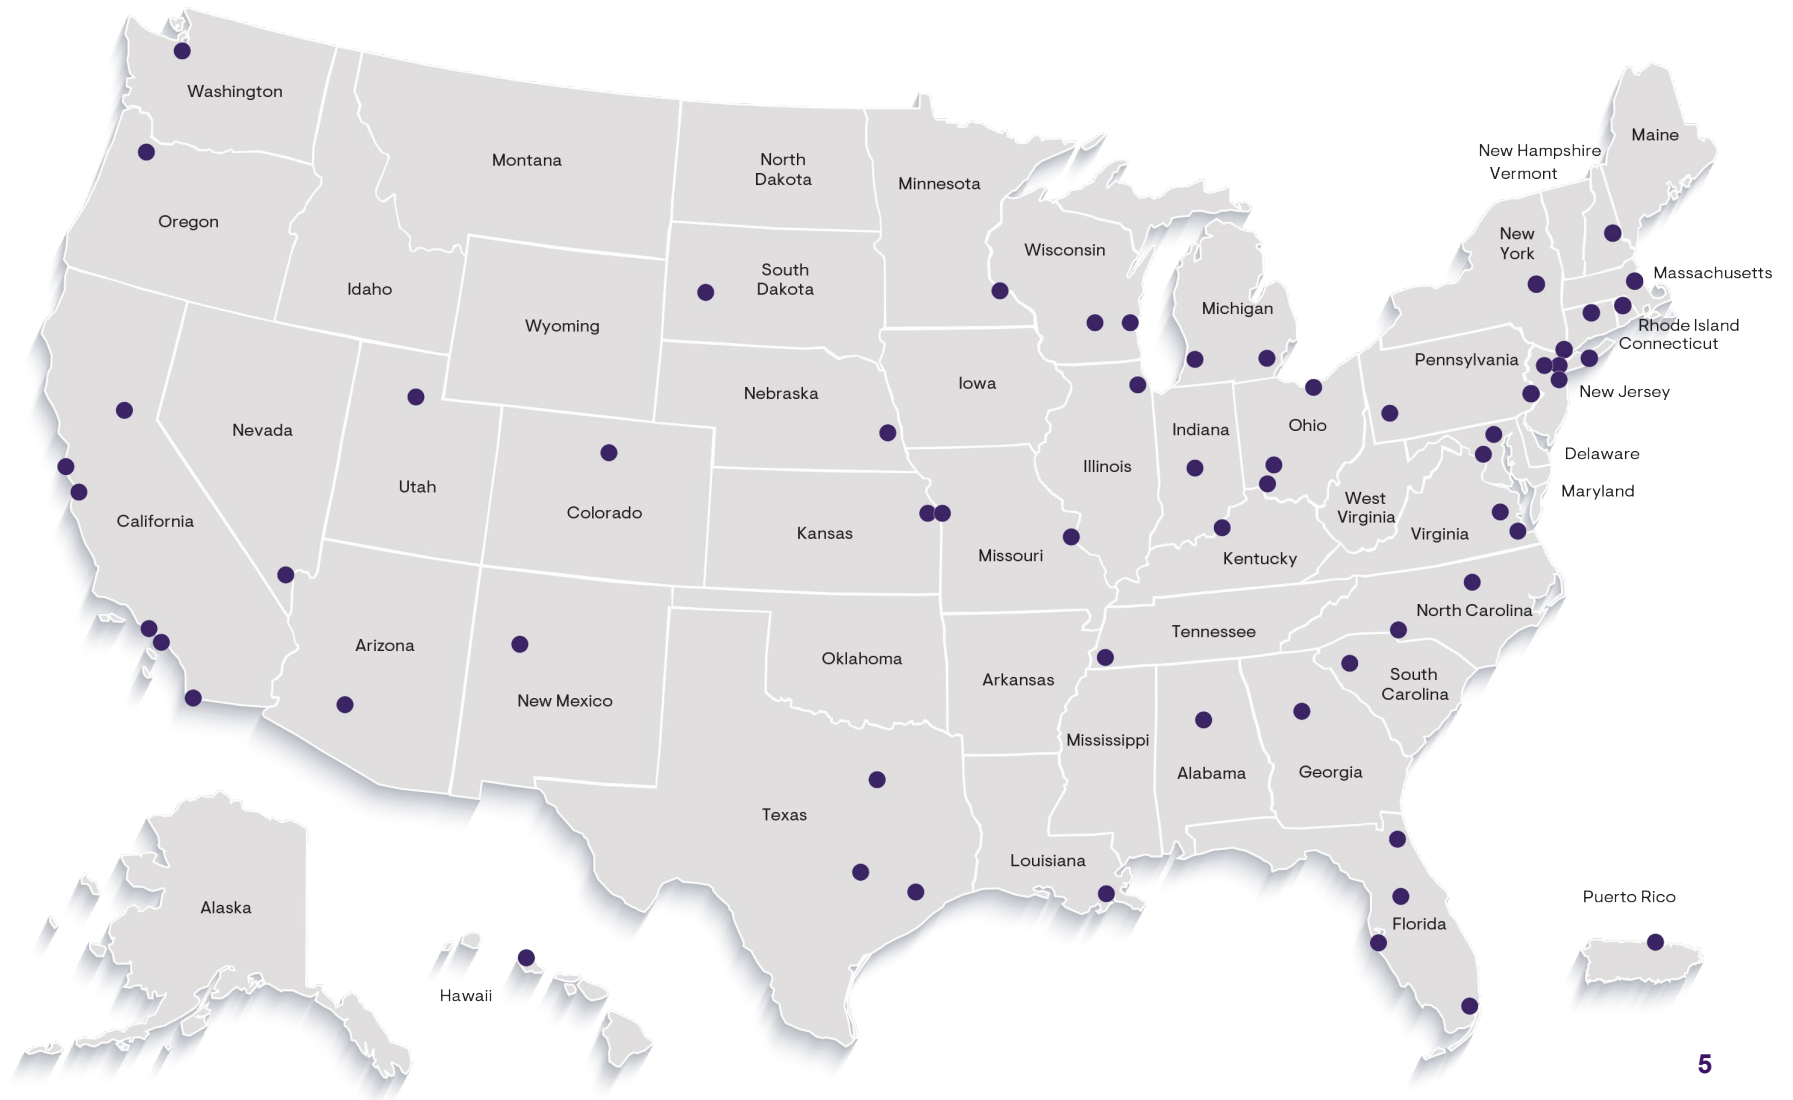 Washington
Montana
North
Dakota
Minnesota
New Hampshire
Vermont
Maine
Oregon
Idaho
South
Dakota
Wisconsin
Michigan
New
York
Massachusetts
Wyoming
Rhode Island
Connecticut
Pennsylvania
New Jersey
Nebraska
Iowa
Nevada
Utah
Colorado
Kansas
Missouri
Illinois
Indiana
Ohio
Delaware
Maryland
West
Virginia
Virginia
California
Kentucky
North Carolina
Arizona
New Mexico
Oklahoma
Arkansas
Tennessee
South
Carolina
Mississippi
Alabama
Georgia
Texas
Louisiana
Florida
Puerto Rico
Alaska
Hawaii
5